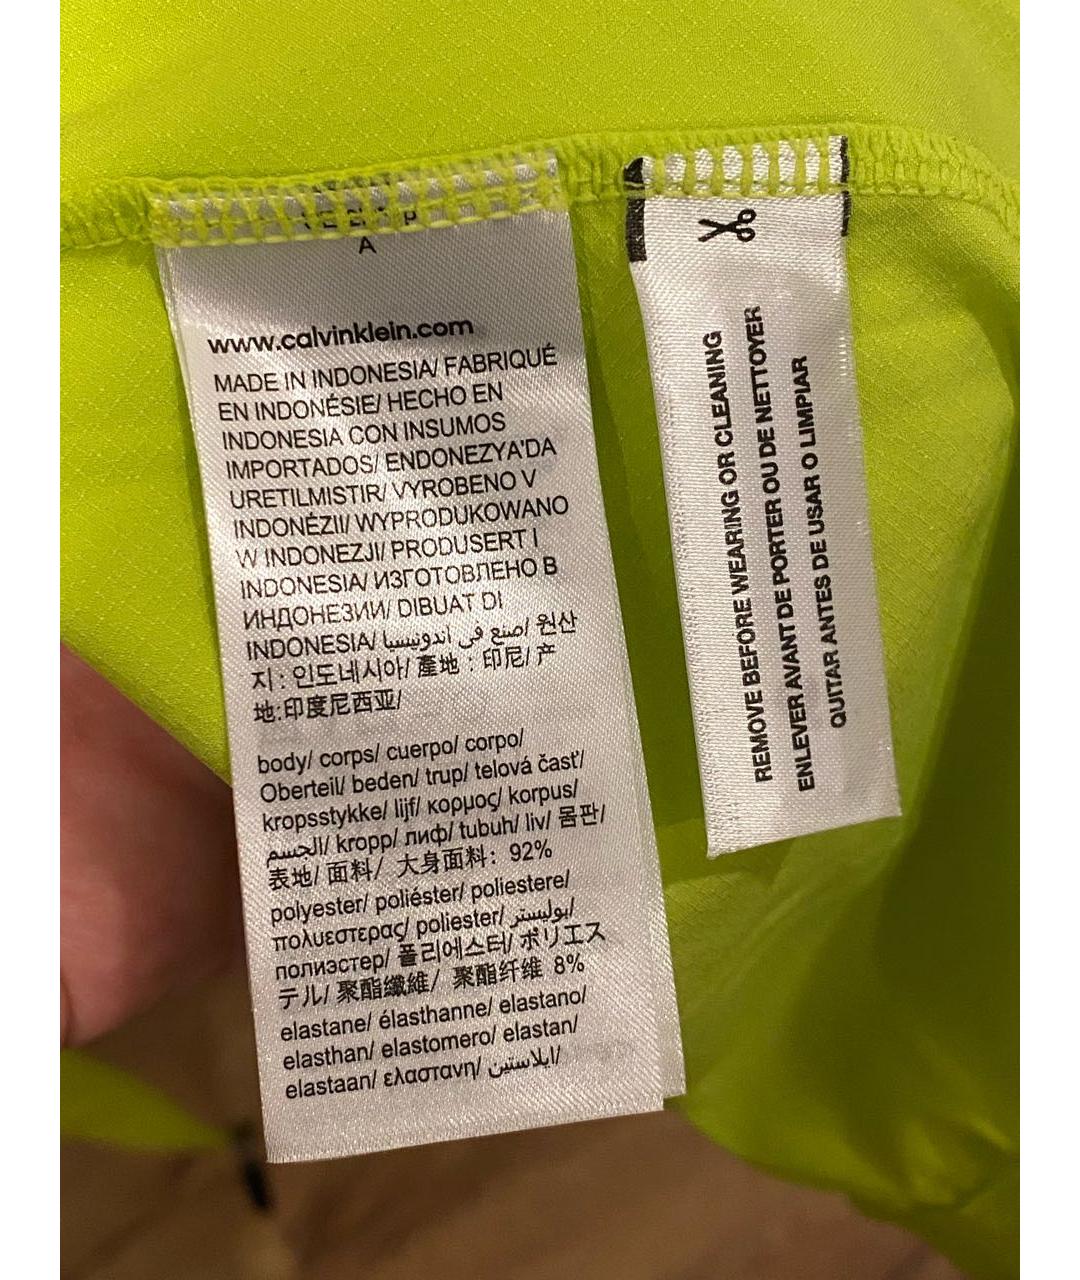 A
www.calvinklein.com
MADE IN INDONESIA/ FABRIQUÉ
EN INDONÉSIE/ HECHO EN
INDONESIA CON INSUMOS
IMPORTADOS/ ENDONEZYA'DA
URETILMISTIR/ VYROBENO V
INDONÉZII/ WYPRODUKOWANO
W INDONEZJI/ PRODUSERT I
INDONESIA/ ИЗГОТОВЛЕНО В
ИНДОНЕЗИИ/ DIBUAT DI
INDONESIA/ صنع في اندونيسيا/ 원산
지 : 인도네시아/ 產地 : 印尼/ 产
地:印度尼西亚/
body/ corps/ cuerpo/ corpo/
Oberteil/ beden/ trup/ telová časť/
kropsstykke/ lijf/ κορμος/ korpus/
الجسم/ kropp/ лиф/ tubuh/ liv/ 몸판/
表地/ 面料/ 大身面料: 92%
polyester/ poliéster/ poliestere/
πολυεστερας/ poliester/ بوليستر/
полиэстер/ 폴리에스터/ ポリエス
テル/ 聚酯纖維/ 聚酯纤维 8%
elastane/ élasthanne/ elastano/
elasthan/ elastomero/ elastan/
elastaan/ ελαστανη/ ايلاستين/
REMOVE BEFORE WEARING OR CLEANING
ENLEVER AVANT DE PORTER OU DE NETTOYER
QUITAR ANTES DE USAR O LIMPIAR